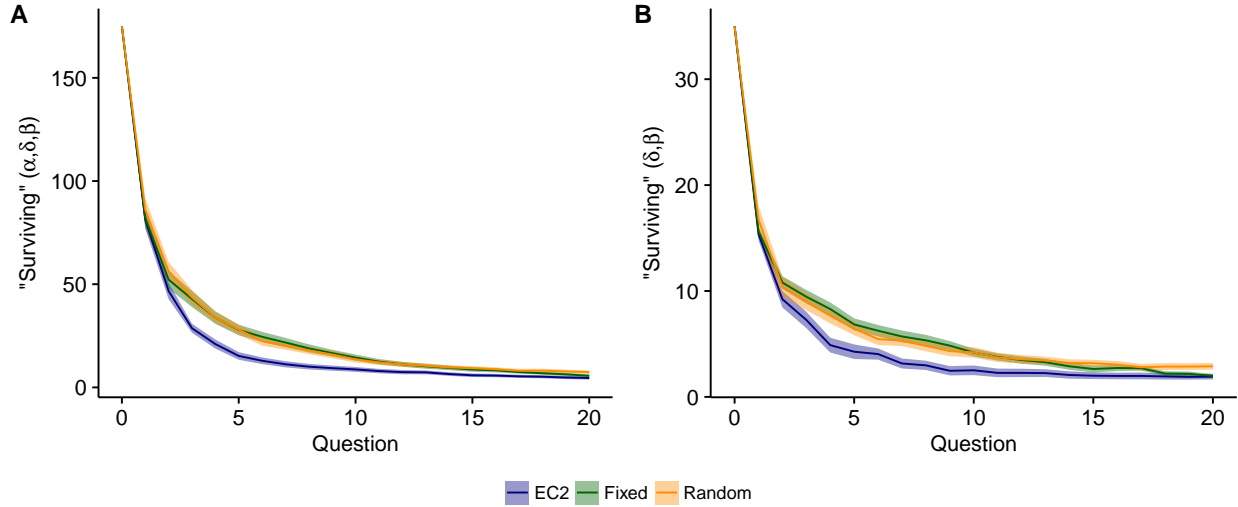 A
"Surviving" (α,δ,β)
150
100
50
0
0 5 10 15 20
Question
B
"Surviving" (δ,β)
30
20
10
0
0 5 10 15 20
Question
EC2 Fixed Random